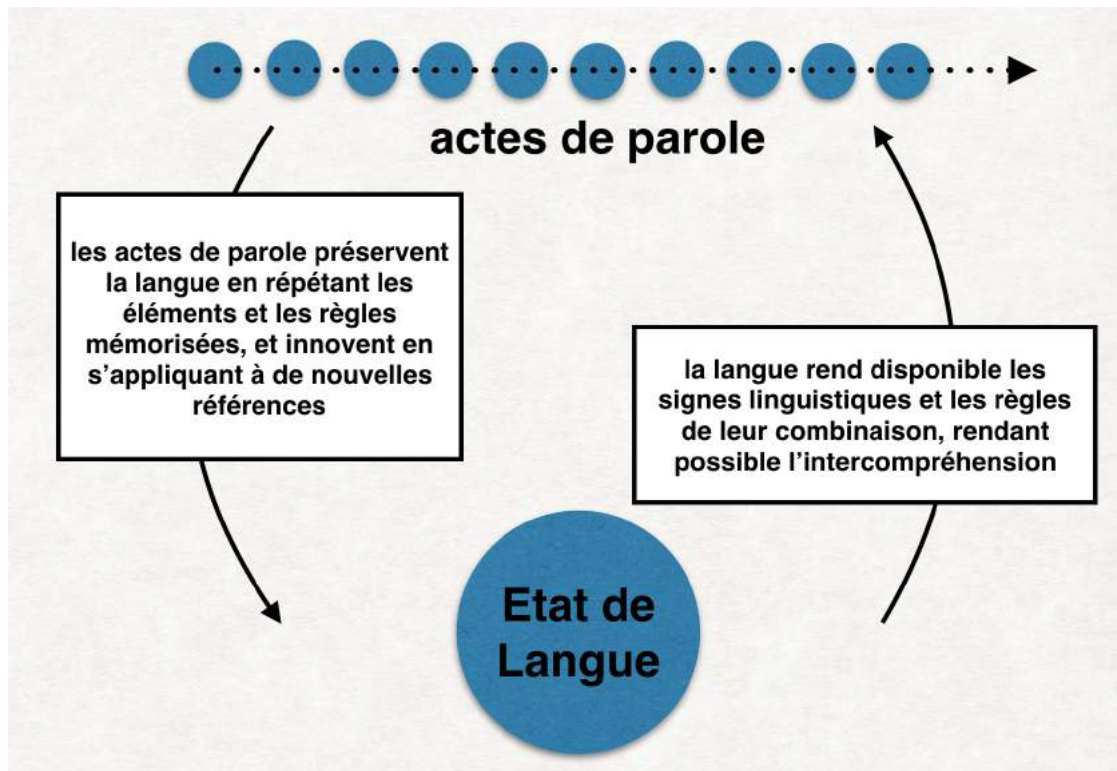 actes de parole
les actes de parole préservent
la langue en répétant les
éléments et les règles
mémorisées, et innovent en
s'appliquant à de nouvelles
références
la langue rend disponible les
signes linguistiques et les règles
de leur combinaison, rendant
possible l'intercompréhension
Etat de
Langue